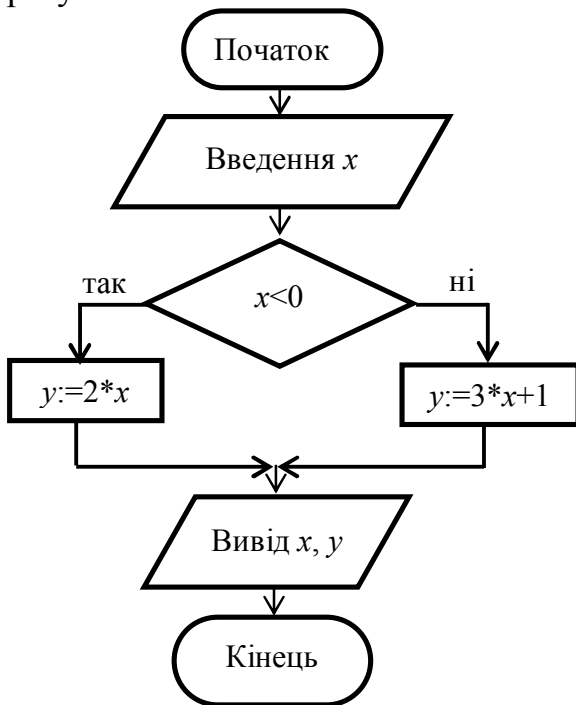 Початок
Введення x
x<0
так
ні
y:=2*x
y:=3*x+1
Вивід x, y
Кінець